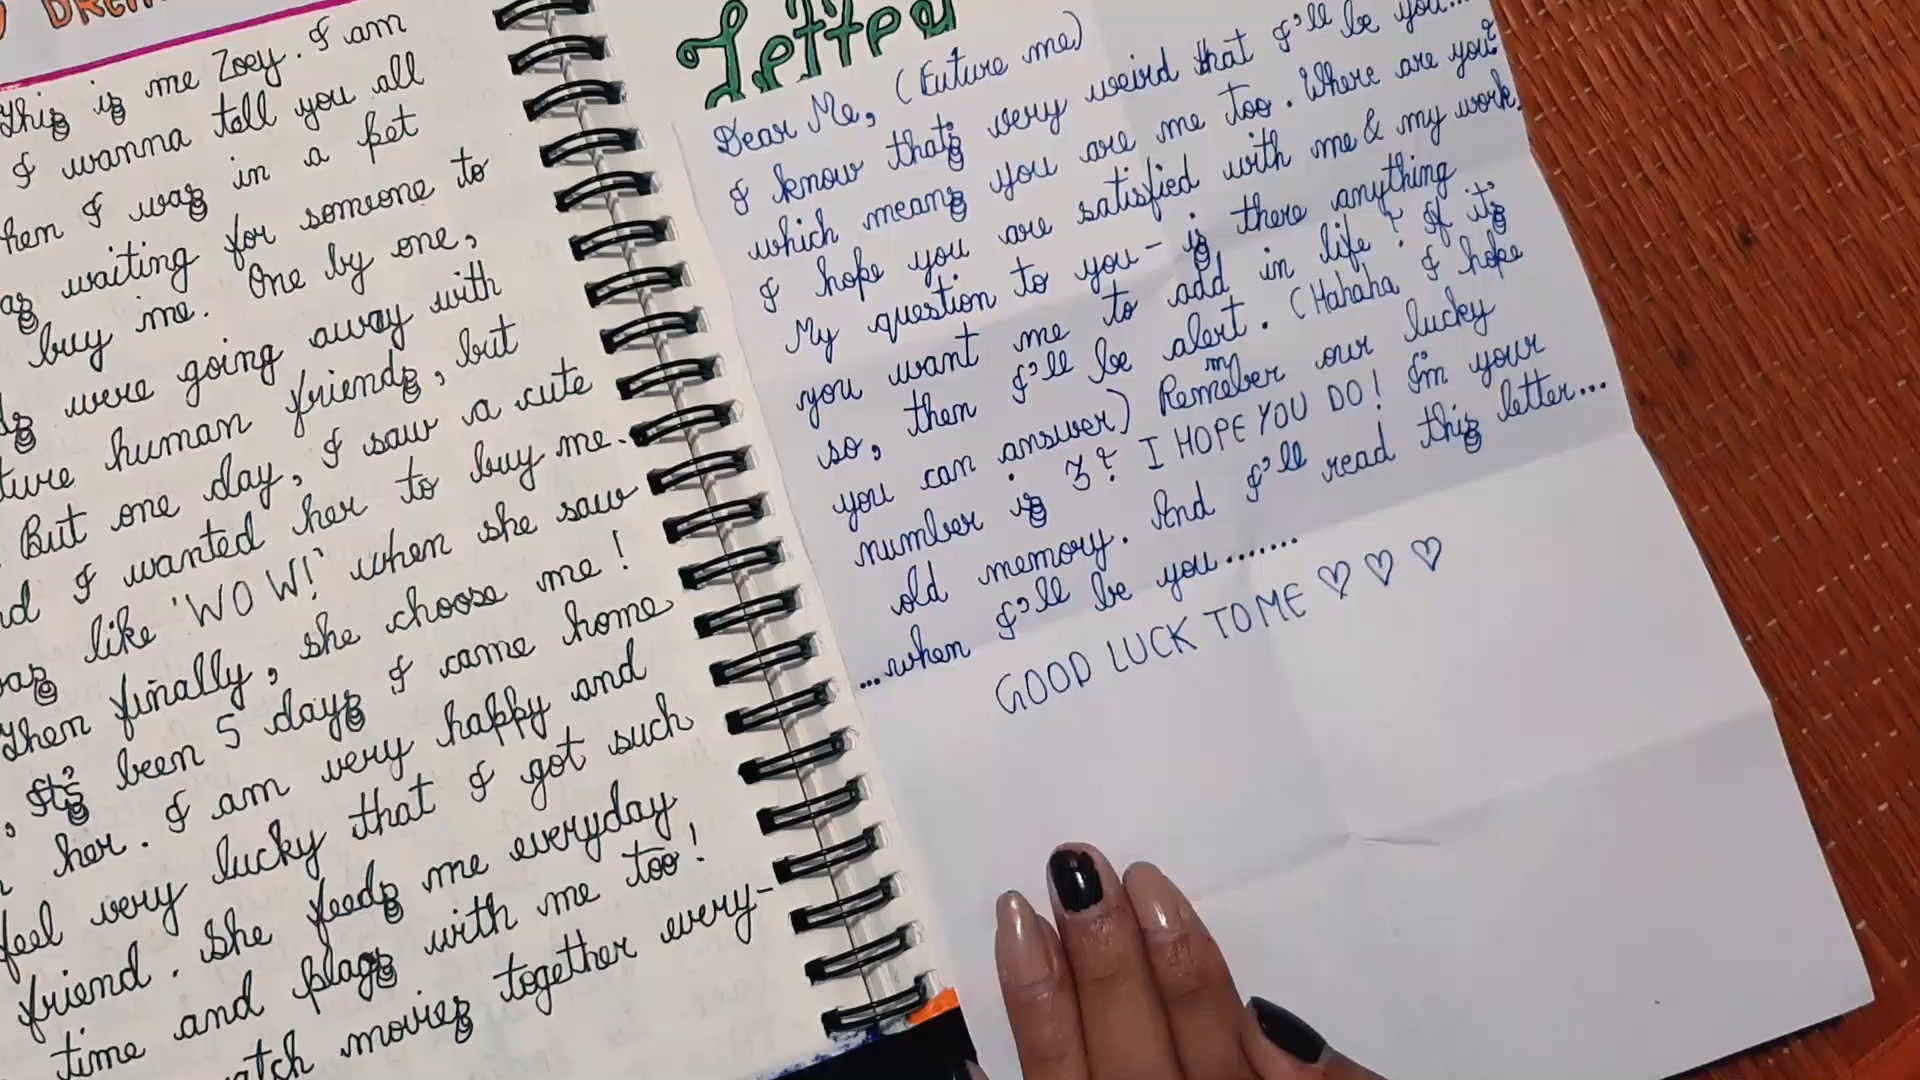 This is me Zoey. I am
I wanna tell you all
when I was in a pet
waiting for someone to
buy me. One by one,
were going away with
human friends, but
But one day, I saw a cute
I wanted her to buy me.
like 'WOW!' when she saw
Then finally, she choose me!
It's been 5 days I came home
her. I am very happy and
feel very lucky that I got such
friend. She feeds me everyday
time and plays with me too!
movies together every-
Letter
Dear Me, (Future me)
I know that's very weird that I'll be you...
which means you are me too. Where are you?
I hope you are satisfied with me & my work.
My question to you - is there anything
you want me to add in life? If it's
so, then I'll be alert. (Hahaha I hope
you can answer) Remember our lucky
number is 3? I HOPE YOU DO! I'm your
old memory. And I'll read this letter...
...when I'll be you.......
GOOD LUCK TO ME ♡ ♡ ♡